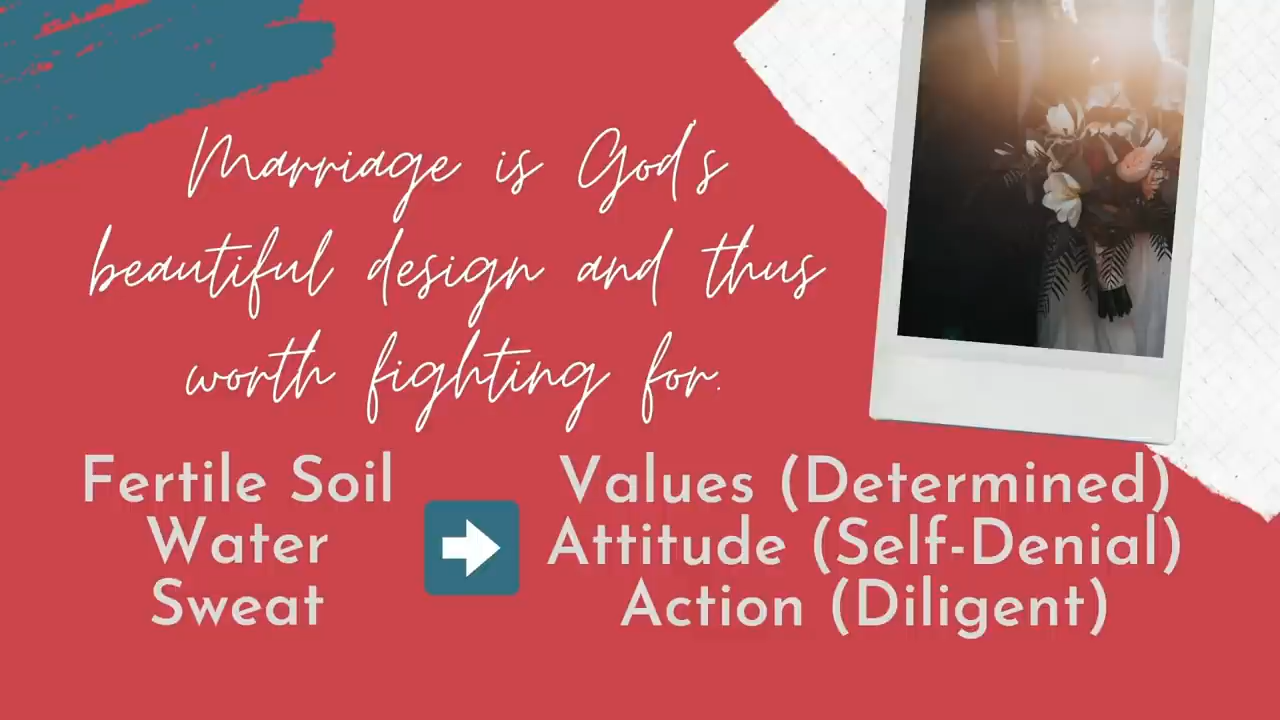 Marriage is God's
beautiful design and thus
worth fighting for.
Fertile Soil
Water
Sweat
Values (Determined)
Attitude (Self-Denial)
Action (Diligent)